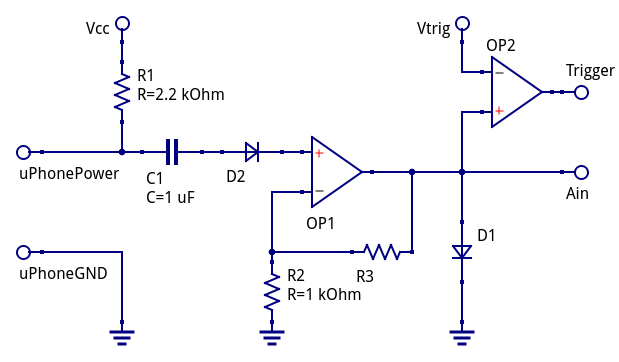 Vcc
Vtrig
OP2
R1
R=2.2 kOhm
−
Trigger
+
uPhonePower
C1
C=1 uF
D2
+
−
OP1
Ain
D1
uPhoneGND
R2
R=1 kOhm
R3